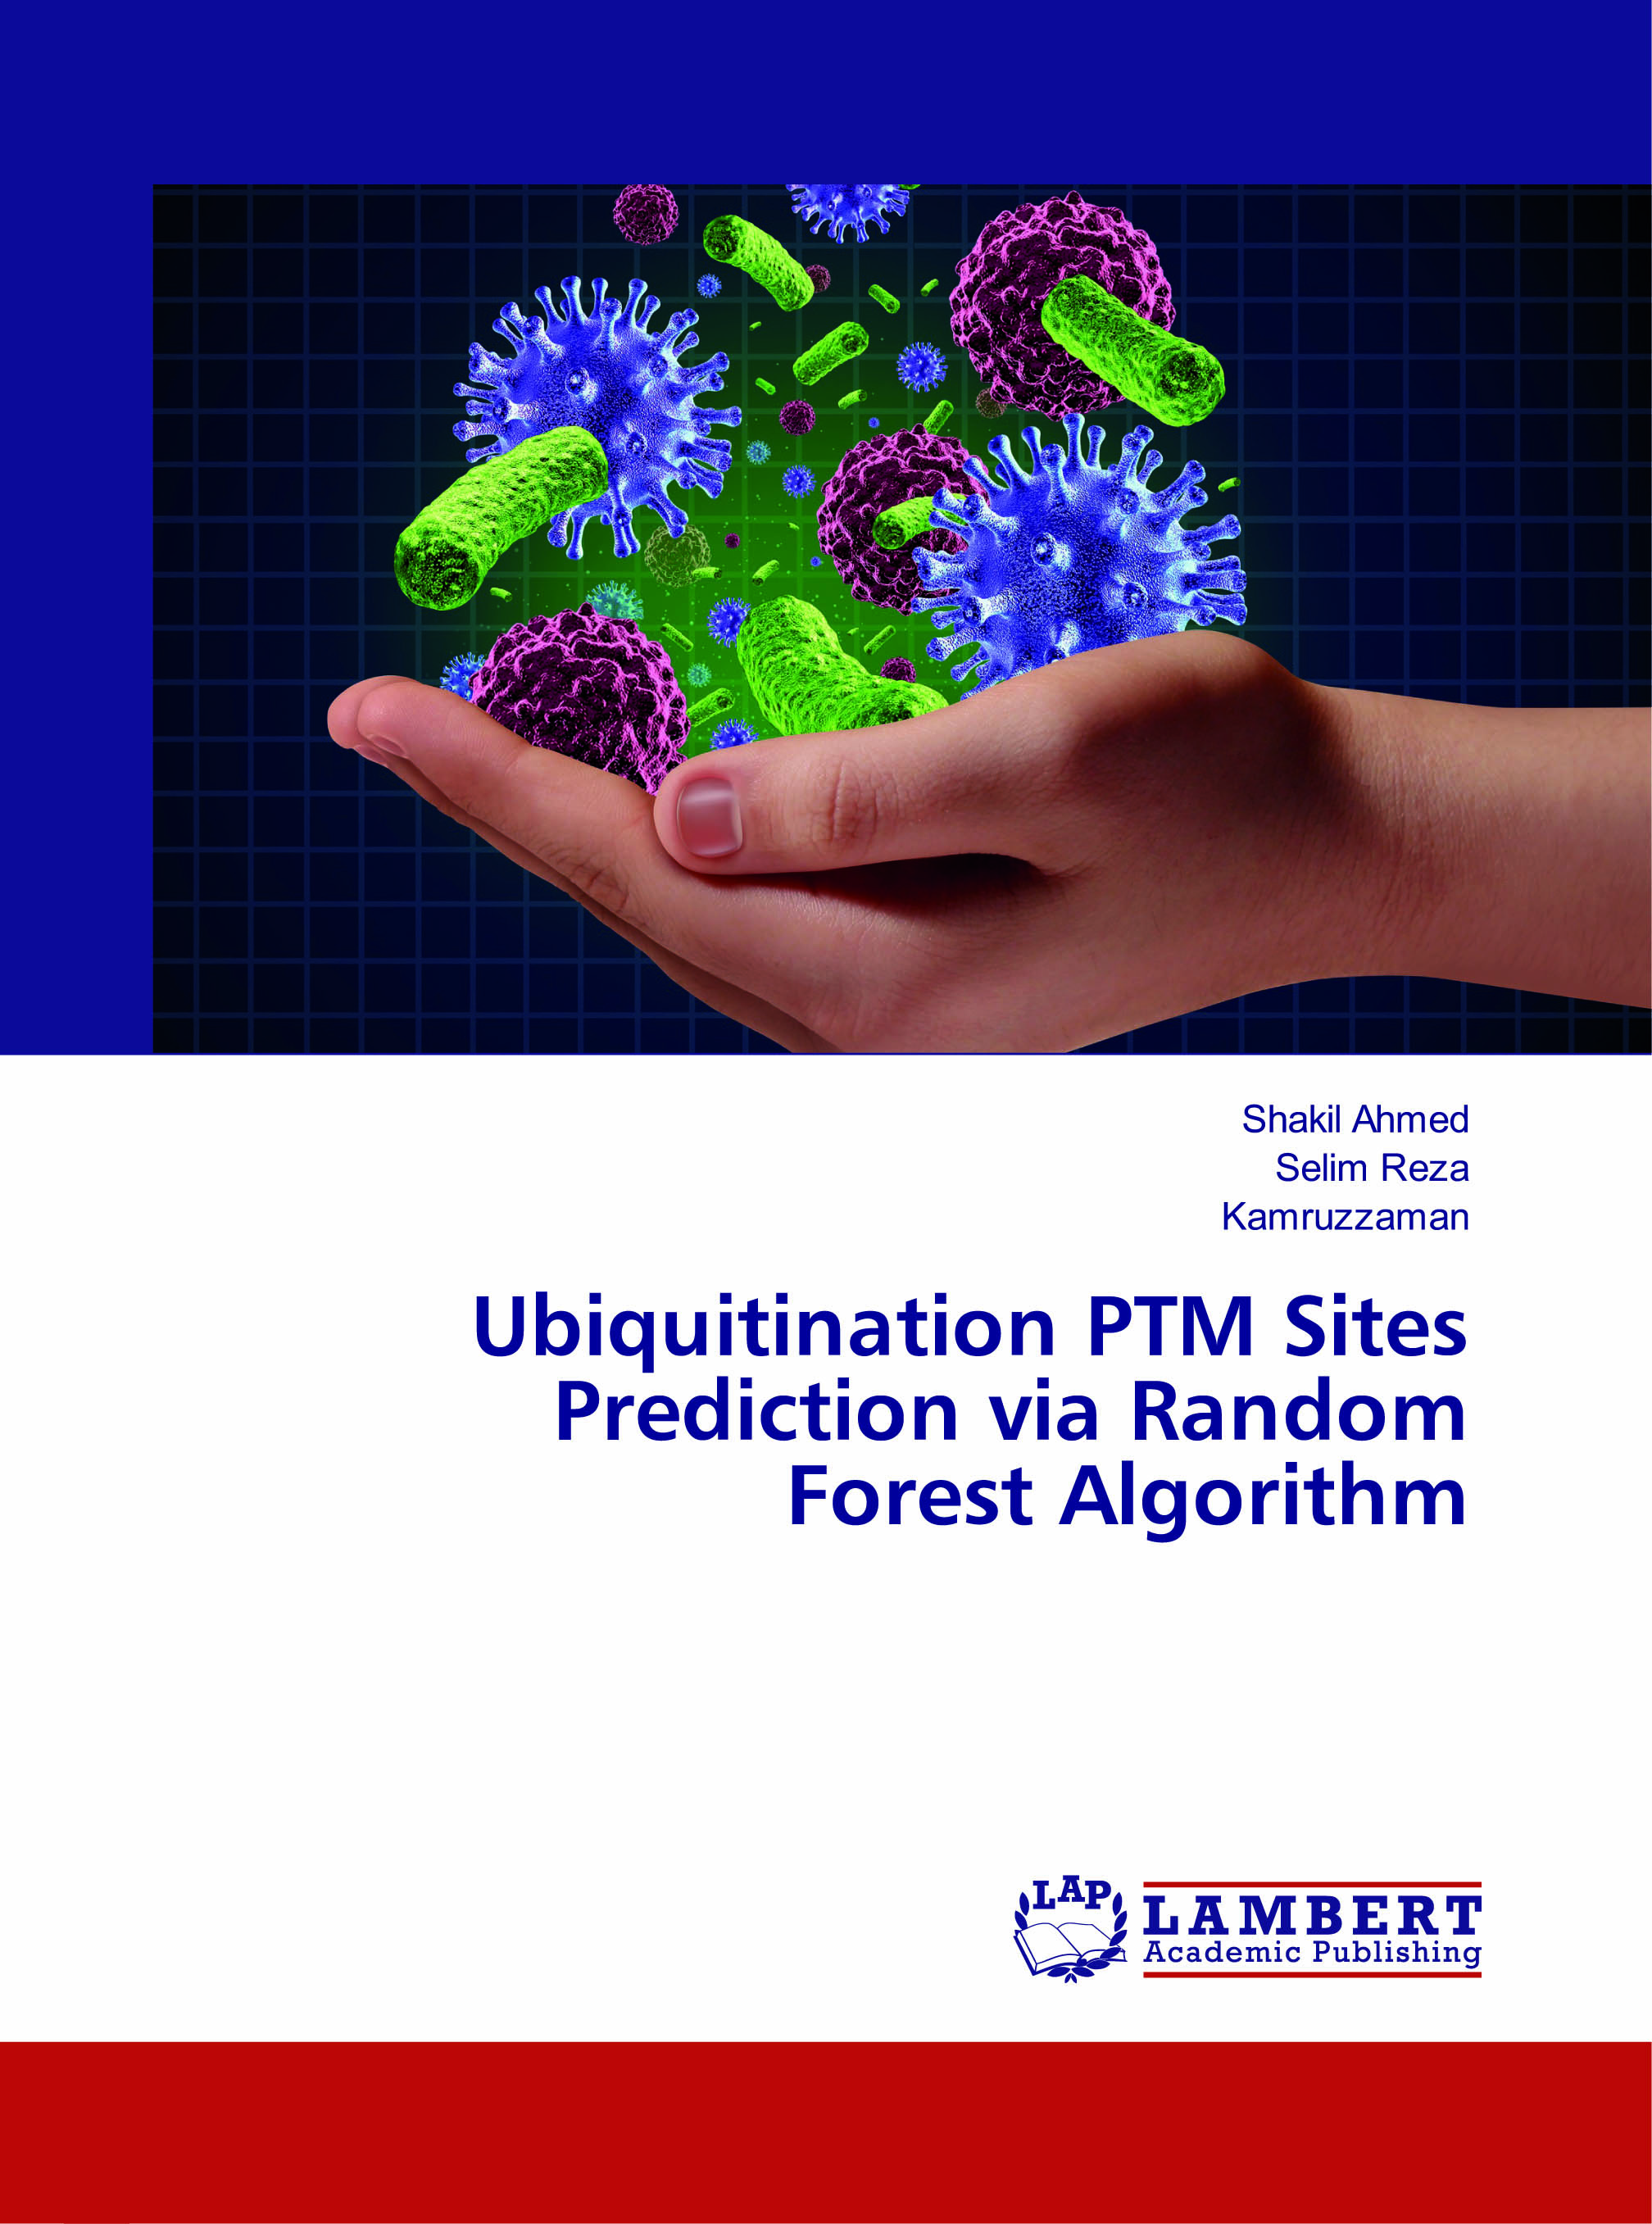 Shakil Ahmed
Selim Reza
Kamruzzaman
Ubiquitination PTM Sites
Prediction via Random
Forest Algorithm
LAP
LAMBERT
Academic Publishing